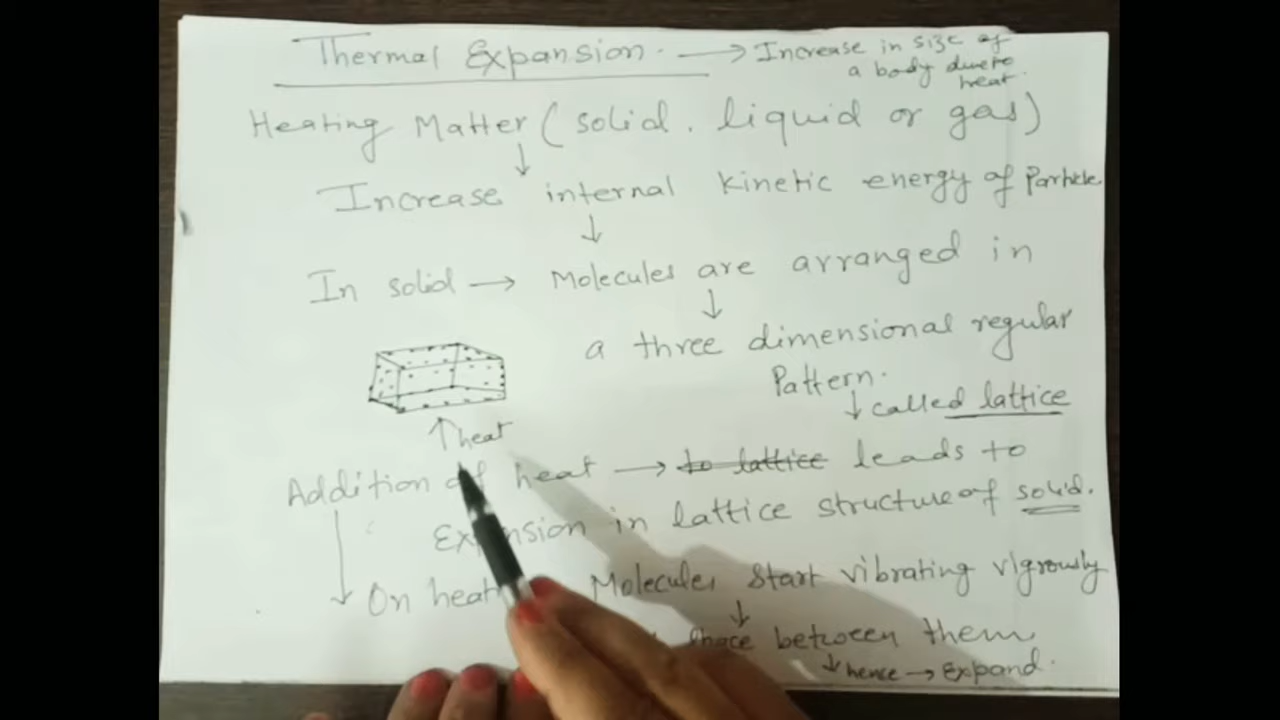 Thermal Expansion. → Increase in size of
a body due to
heat.
Heating Matter (solid, liquid or gas)
↓
Increase internal kinetic energy of Particle
↓
In solid → Molecules are arranged in
↓
a three dimensional regular
Pattern.
↓ called lattice
↑ heat
Addition of heat → to lattice leads to
Expansion in lattice structure of solid.
↓ On heat Molecules start vibrating vigrously
↓
between them
↓ hence → Expand.